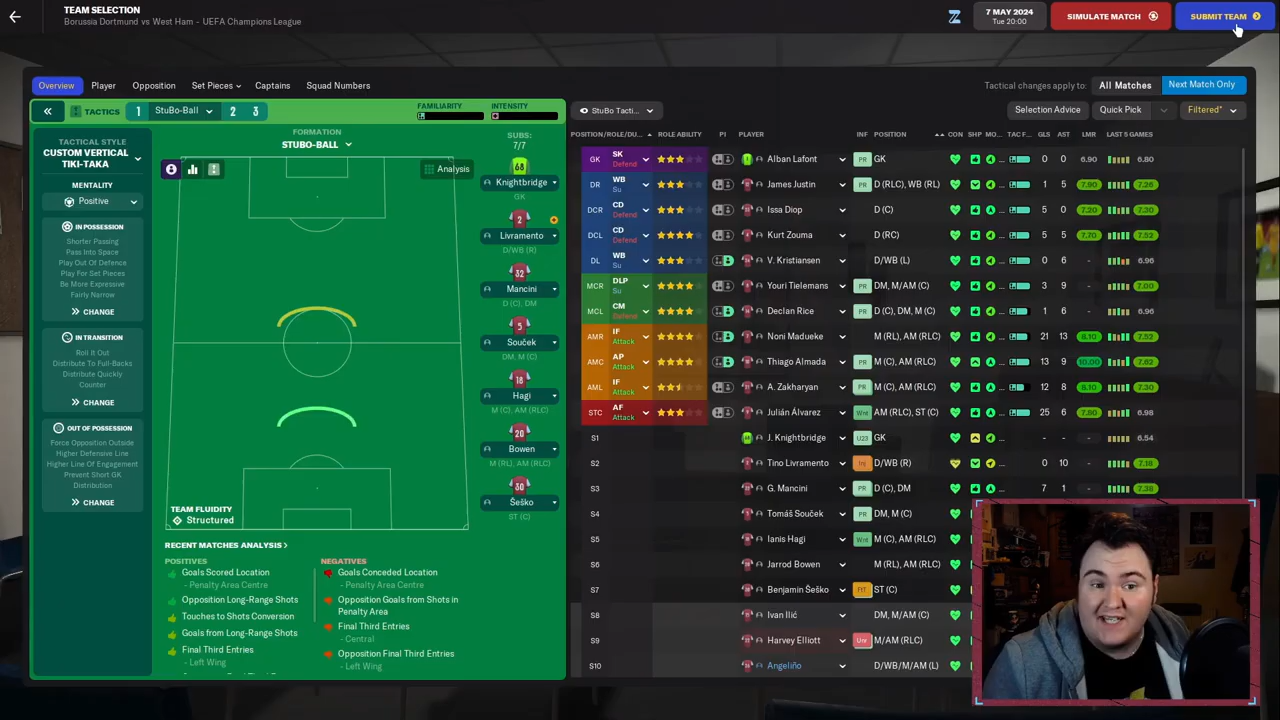 TEAM SELECTION
Borussia Dortmund vs West Ham - UEFA Champions League
7 MAY 2024
Tue 20:00
SIMULATE MATCH
SUBMIT TEAM
Overview Player Opposition Set Pieces Captains Squad Numbers
Tactical changes apply to: All Matches Next Match Only
TACTICS 1 StuBo-Ball 2 3
FAMILIARITY
INTENSITY
TACTICAL STYLE
CUSTOM VERTICAL
TIKI-TAKA
MENTALITY
Positive
IN POSSESSION
Shorter Passing
Pass Into Space
Play Out Of Defence
Play For Set Pieces
Be More Expressive
Fairly Narrow
CHANGE
IN TRANSITION
Roll It Out
Distribute To Full-Backs
Distribute Quickly
Counter
CHANGE
OUT OF POSSESSION
Force Opposition Outside
Higher Defensive Line
Higher Line Of Engagement
Prevent Short GK
Distribution
CHANGE
FORMATION
STUBO-BALL
Analysis
TEAM FLUIDITY
Structured
SUBS:
7/7
68
Knightbridge
GK
2
Livramento
D/WB (R)
Mancini
D (C), DM
5
Souček
DM, M (C)
18
Hagi
M (C), AM (RLC)
20
Bowen
M (RL), AM (RLC)
30
Šeško
ST (C)
RECENT MATCHES ANALYSIS
POSITIVES
Goals Scored Location
- Penalty Area Centre
Opposition Long-Range Shots
Touches to Shots Conversion
Goals from Long-Range Shots
Final Third Entries
- Left Wing
NEGATIVES
Goals Conceded Location
- Penalty Area Centre
Opposition Goals from Shots in
Penalty Area
Final Third Entries
- Central
Opposition Final Third Entries
- Left Wing
StuBo Tacti...
Selection Advice Quick Pick Filtered*
POSITION/ROLE/DU... ROLE ABILITY PI PLAYER INF POSITION CON SHP MO... TAC F... GLS AST LMR LAST 5 GAMES
GK SK Defend Alban Lafont PR GK 0 0 6.90 6.80
DR WB Su James Justin PR D (RLC), WB (RL) 1 5 7.90 7.26
DCR CD Defend Issa Diop PR D (C) 5 0 7.20 7.30
DCL CD Defend Kurt Zouma PR D (RC) 5 5 7.70 7.52
DL WB Su V. Kristiansen D/WB (L) 0 6 - 6.96
MCR DLP Su Youri Tielemans PR DM, M/AM (C) 3 9 - 7.00
MCL CM Defend Declan Rice PR D (C), DM, M (C) 1 6 - 6.96
AMR IF Attack Noni Madueke PR M (RL), AM (RLC) 21 13 8.10 7.52
AMC AP Attack PR M (C), AM (RLC) 13 9 10.00 7.62
AML IF Attack A. Zakharyan PR M (C), AM (RLC) 12 8 8.10 7.30
STC AF Attack Julián Álvarez Wnt AM (RLC), ST (C) 6 7.80 6.98
S1 J. Knightbridge U23 GK - - - 6.54
S2 Tino Livramento Inj D/WB (R) 0 10 - 7.18
S3 G. Mancini PR D (C), DM 7 1 - 7.38
S4 Tomáš Souček PR DM, M (C)
S5 Ianis Hagi Wnt M (C), AM (RLC)
S6 Jarrod Bowen PR M (RL), AM (RLC)
S7 Benjamin Šeško ST (C)
S8 Ivan Ilić DM, M/AM (C)
S9 Harvey Elliott M/AM (RLC)
S10 Angeliño D/WB/M/AM (L)